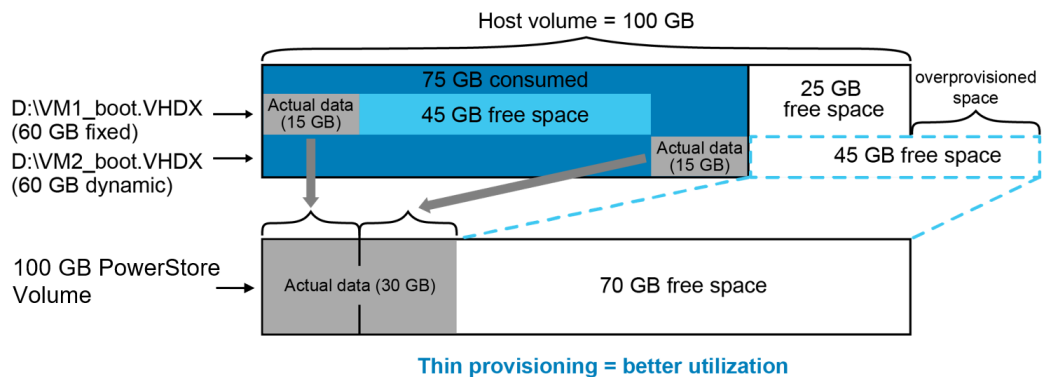 Host volume = 100 GB
75 GB consumed
25 GB
free space
overprovisioned
space
D:\VM1_boot.VHDX
(60 GB fixed)
Actual data
(15 GB)
45 GB free space
D:\VM2_boot.VHDX
(60 GB dynamic)
Actual data
(15 GB)
45 GB free space
100 GB PowerStore
Volume
Actual data (30 GB)
70 GB free space
Thin provisioning = better utilization